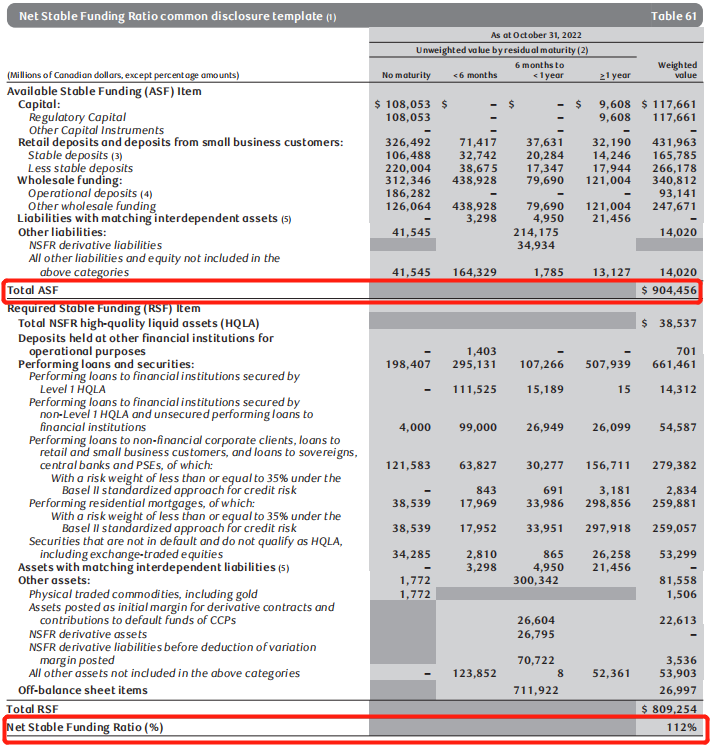 Net Stable Funding Ratio common disclosure template (1) Table 61
As at October 31, 2022
Unweighted value by residual maturity (2)
(Millions of Canadian dollars, except percentage amounts) No maturity < 6 months 6 months to < 1 year ≥1 year Weighted value
Available Stable Funding (ASF) Item
Capital: $ 108,053 $ – $ – $ 9,608 $ 117,661
Regulatory Capital 108,053 – – 9,608 117,661
Other Capital Instruments – – – – –
Retail deposits and deposits from small business customers: 326,492 71,417 37,631 32,190 431,963
Stable deposits (3) 106,488 32,742 20,284 14,246 165,785
Less stable deposits 220,004 38,675 17,347 17,944 266,178
Wholesale funding: 312,346 438,928 79,690 121,004 340,812
Operational deposits (4) 186,282 – – – 93,141
Other wholesale funding 126,064 438,928 79,690 121,004 247,671
Liabilities with matching interdependent assets (5) – 3,298 4,950 21,456 –
Other liabilities: 41,545 214,175 14,020
NSFR derivative liabilities 34,934
All other liabilities and equity not included in the
above categories 41,545 164,329 1,785 13,127 14,020
Total ASF $ 904,456
Required Stable Funding (RSF) Item
Total NSFR high-quality liquid assets (HQLA) $ 38,537
Deposits held at other financial institutions for
operational purposes – 1,403 – – 701
Performing loans and securities: 198,407 295,131 107,266 507,939 661,461
Performing loans to financial institutions secured by
Level 1 HQLA – 111,525 15,189 15 14,312
Performing loans to financial institutions secured by
non-Level 1 HQLA and unsecured performing loans to
financial institutions 4,000 99,000 26,949 26,099 54,587
Performing loans to non-financial corporate clients, loans to
retail and small business customers, and loans to sovereigns,
central banks and PSEs, of which: 121,583 63,827 30,277 156,711 279,382
With a risk weight of less than or equal to 35% under the
Basel II standardized approach for credit risk – 843 691 3,181 2,834
Performing residential mortgages, of which: 38,539 17,969 33,986 298,856 259,881
With a risk weight of less than or equal to 35% under the
Basel II standardized approach for credit risk 38,539 17,952 33,951 297,918 259,057
Securities that are not in default and do not qualify as HQLA,
including exchange-traded equities 34,285 2,810 865 26,258 53,299
Assets with matching interdependent liabilities (5) – 3,298 4,950 21,456 –
Other assets: 1,772 300,342 81,558
Physical traded commodities, including gold 1,772 1,506
Assets posted as initial margin for derivative contracts and
contributions to default funds of CCPs 26,604 22,613
NSFR derivative assets 26,795 –
NSFR derivative liabilities before deduction of variation
margin posted 70,722 3,536
All other assets not included in the above categories – 123,852 8 52,361 53,903
Off-balance sheet items 711,922 26,997
Total RSF $ 809,254
Net Stable Funding Ratio (%) 112%